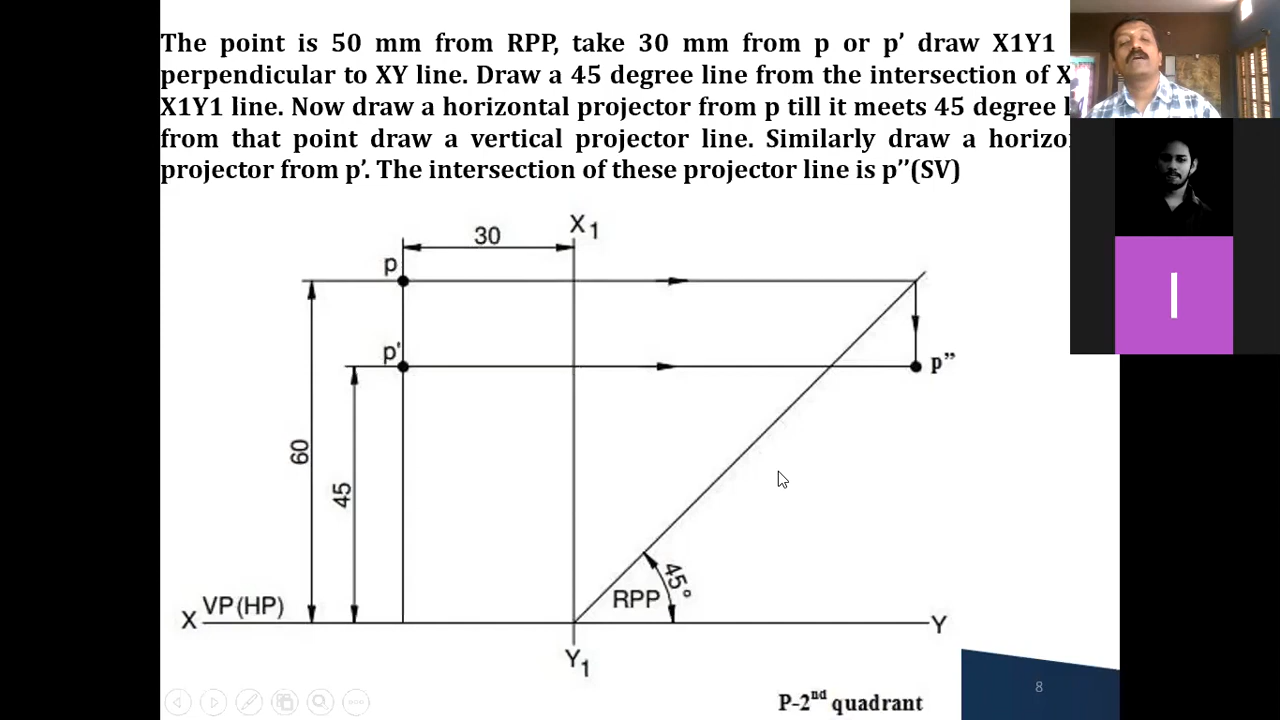 The point is 50 mm from RPP, take 30 mm from p or p’ draw X1Y1
perpendicular to XY line. Draw a 45 degree line from the intersection of
X1Y1 line. Now draw a horizontal projector from p till it meets 45 degree
from that point draw a vertical projector line. Similarly draw a
projector from p’. The intersection of these projector line is p’’(SV)
X1
30
p
p'
p”
60
45
45°
RPP
VP(HP)
X
Y
Y1
8
P-2nd quadrant
I